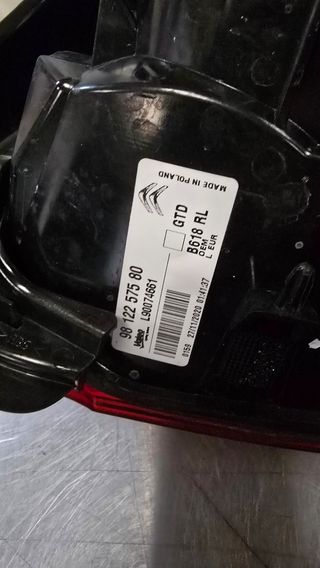 98 122 575 80
Valeo L90074661
GTD
B618 RL
OEM
L EUR
0159 27/11/2020 01:41:37
MADE IN POLAND